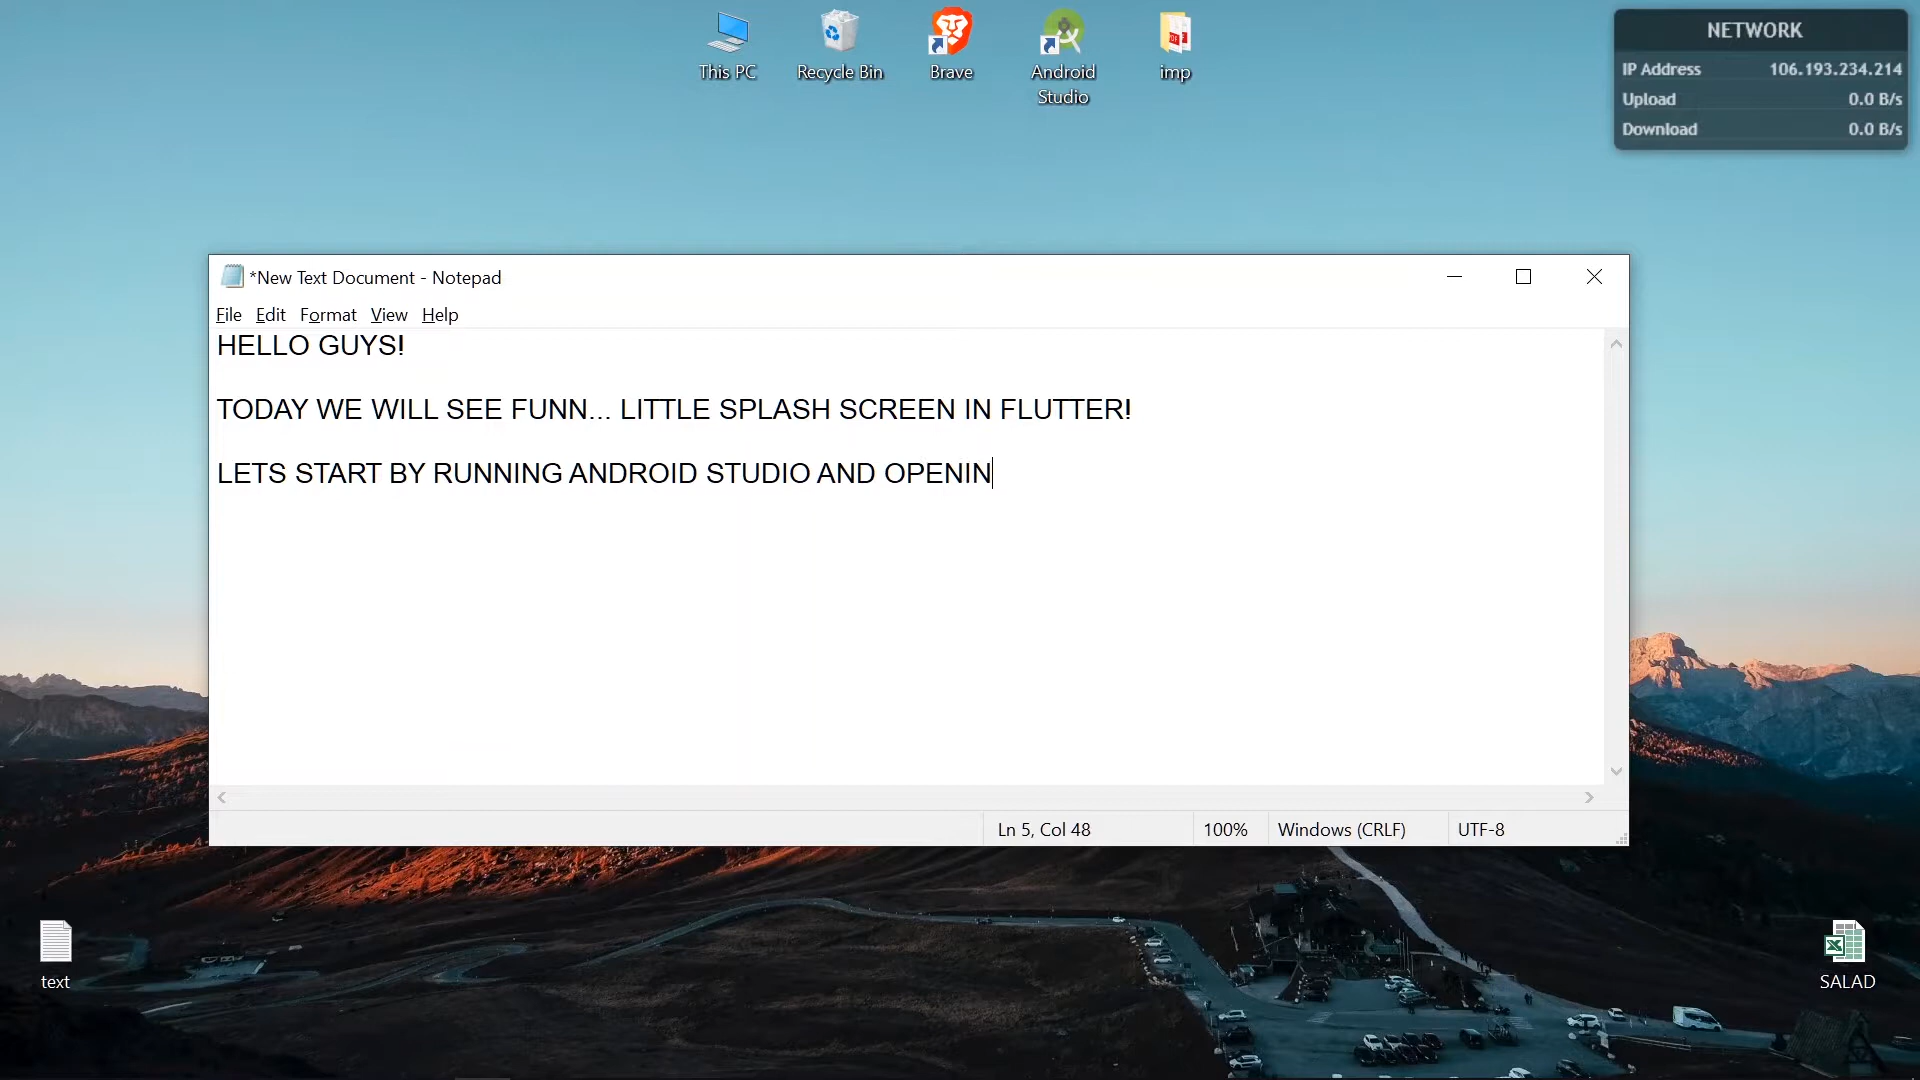 This PC
Recycle Bin
Brave
Android
Studio
imp
NETWORK
IP Address 106.193.234.214
Upload 0.0 B/s
Download 0.0 B/s
*New Text Document - Notepad
File Edit Format View Help
HELLO GUYS!
TODAY WE WILL SEE FUNN... LITTLE SPLASH SCREEN IN FLUTTER!
LETS START BY RUNNING ANDROID STUDIO AND OPENIN
Ln 5, Col 48 100% Windows (CRLF) UTF-8
text
SALAD